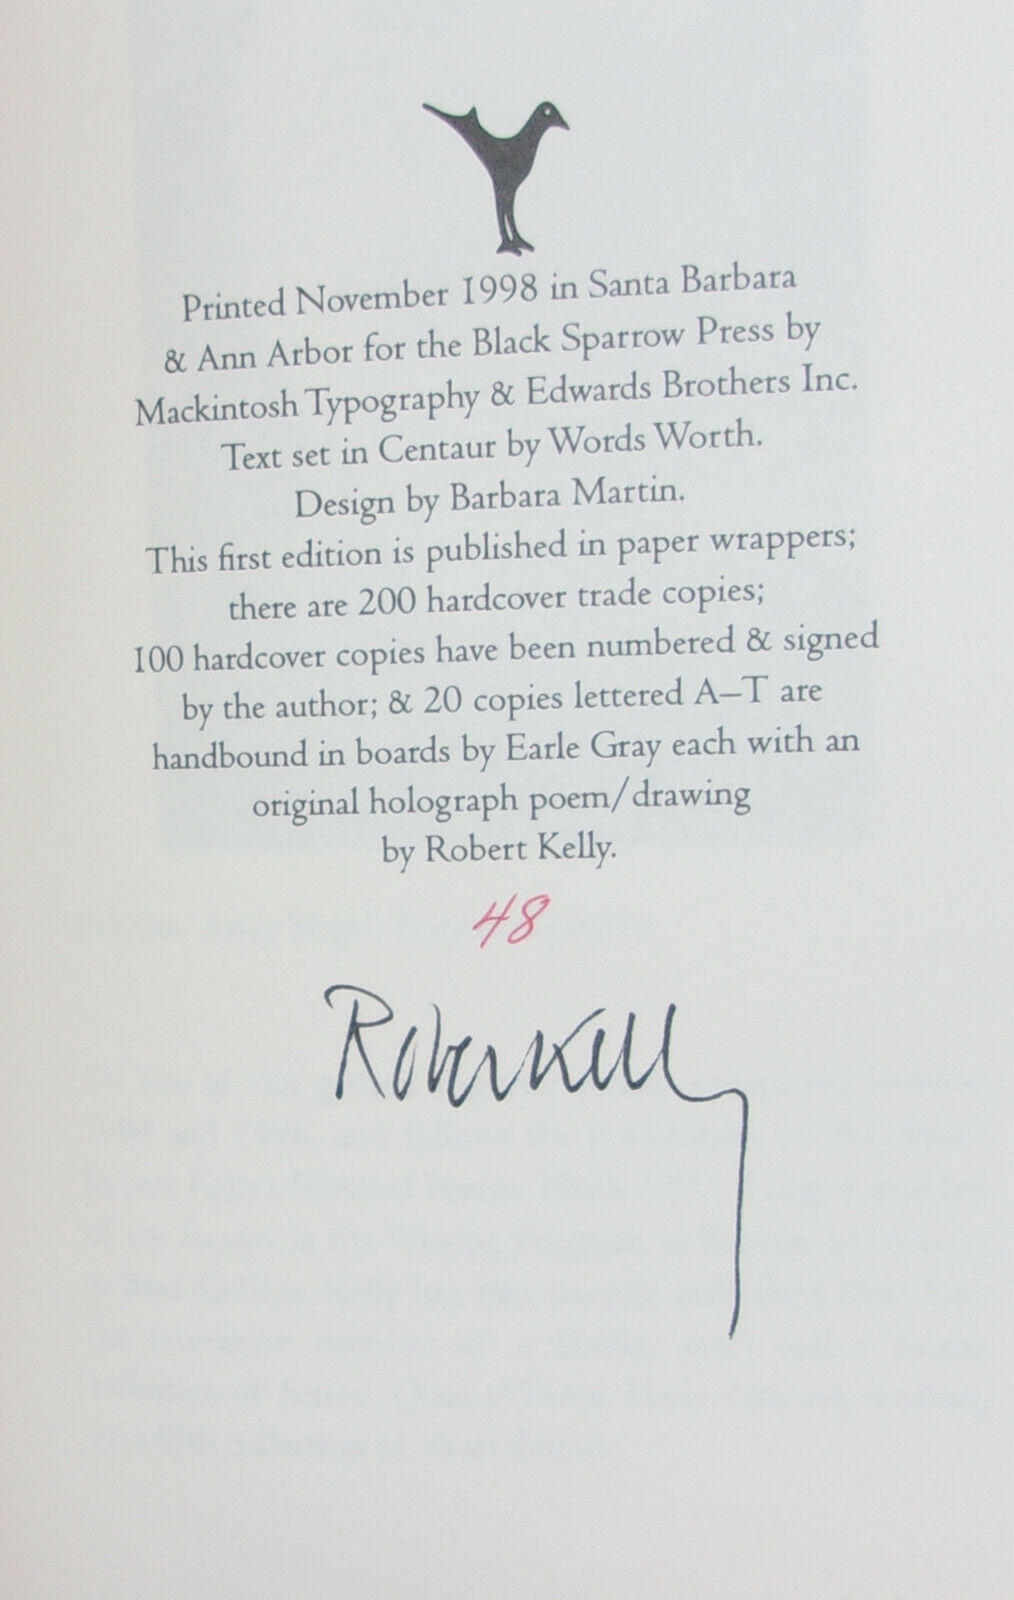 Printed November 1998 in Santa Barbara
& Ann Arbor for the Black Sparrow Press by
Mackintosh Typography & Edwards Brothers Inc.
Text set in Centaur by Words Worth.
Design by Barbara Martin.
This first edition is published in paper wrappers;
there are 200 hardcover trade copies;
100 hardcover copies have been numbered & signed
by the author; & 20 copies lettered A–T are
handbound in boards by Earle Gray each with an
original holograph poem/drawing
by Robert Kelly.
48
Robert Kelly